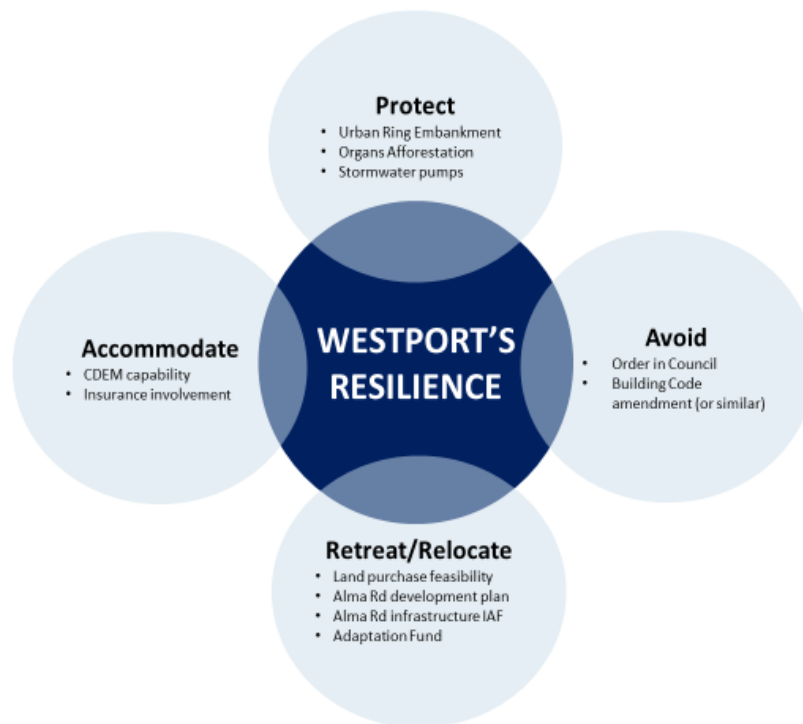 Protect
• Urban Ring Embankment
• Organs Afforestation
• Stormwater pumps
Accommodate
• CDEM capability
• Insurance involvement
WESTPORT'S
RESILIENCE
Avoid
• Order in Council
• Building Code
amendment (or similar)
Retreat/Relocate
• Land purchase feasibility
• Alma Rd development plan
• Alma Rd infrastructure IAF
• Adaptation Fund